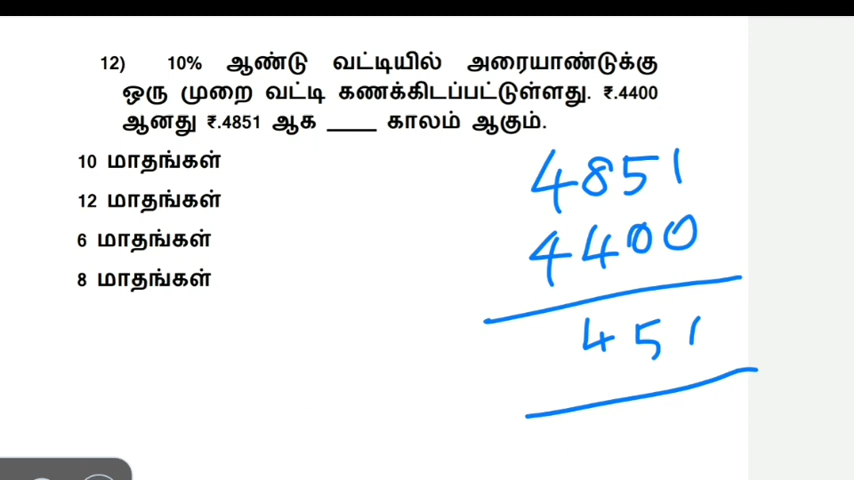 12) 10% ஆண்டு வட்டியில் அரையாண்டுக்கு
ஒரு முறை வட்டி கணக்கிடப்பட்டுள்ளது. ₹.4400
ஆனது ₹.4851 ஆக ____ காலம் ஆகும்.
10 மாதங்கள்
12 மாதங்கள்
6 மாதங்கள்
8 மாதங்கள்
4851
4400
451